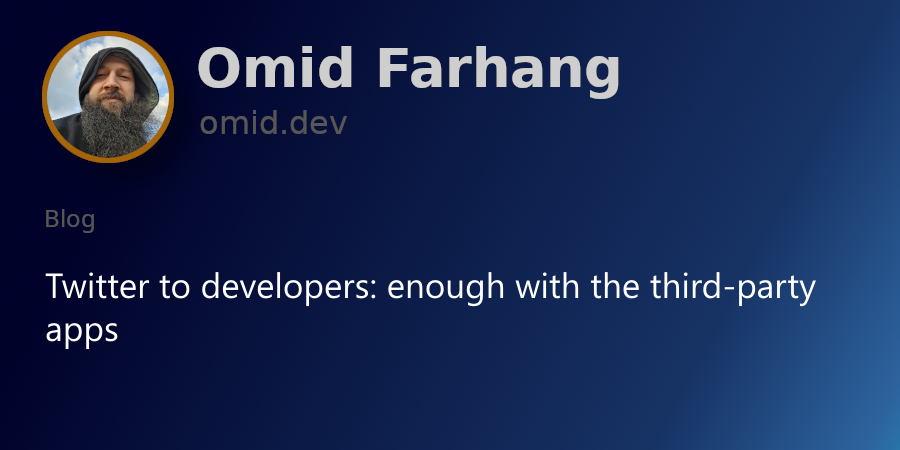 Omid Farhang
omid.dev
Blog
Twitter to developers: enough with the third-party
apps